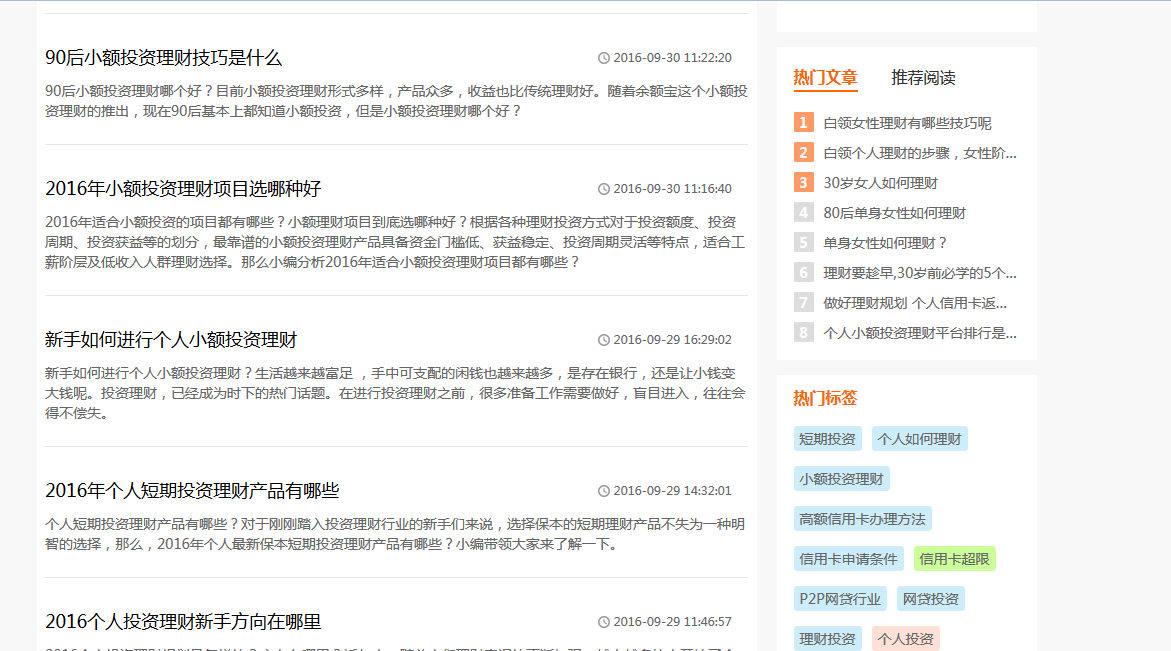 90后小额投资理财技巧是什么
2016-09-30 11:22:20
90后小额投资理财哪个好？目前小额投资理财形式多样，产品众多，收益也比传统理财好。随着余额宝这个小额投
资理财的推出，现在90后基本上都知道小额投资，但是小额投资理财哪个好？
2016年小额投资理财项目选哪种好
2016-09-30 11:16:40
2016年适合小额投资的项目都有哪些？小额理财项目到底选哪种好？根据各种理财投资方式对于投资额度、投资
周期、投资获益等的划分，最靠谱的小额投资理财产品具备资金门槛低、获益稳定、投资周期灵活等特点，适合工
薪阶层及低收入人群理财选择。那么小编分析2016年适合小额投资理财项目都有哪些？
新手如何进行个人小额投资理财
2016-09-29 16:29:02
新手如何进行个人小额投资理财？生活越来越富足 ，手中可支配的闲钱也越来越多，是存在银行，还是让小钱变
大钱呢。投资理财，已经成为时下的热门话题。在进行投资理财之前，很多准备工作需要做好，盲目进入，往往会
得不偿失。
2016年个人短期投资理财产品有哪些
2016-09-29 14:32:01
个人短期投资理财产品有哪些？对于刚刚踏入投资理财行业的新手们来说，选择保本的短期理财产品不失为一种明
智的选择，那么，2016年个人最新保本短期投资理财产品有哪些？小编带领大家来了解一下。
2016个人投资理财新手方向在哪里
2016-09-29 11:46:57
热门文章 推荐阅读
1 白领女性理财有哪些技巧呢
2 白领个人理财的步骤，女性阶...
3 30岁女人如何理财
4 80后单身女性如何理财
5 单身女性如何理财？
6 理财要趁早,30岁前必学的5个...
7 做好理财规划 个人信用卡返...
8 个人小额投资理财平台排行是...
热门标签
短期投资 个人如何理财
小额投资理财
高额信用卡办理方法
信用卡申请条件 信用卡超限
P2P网贷行业 网贷投资
理财投资 个人投资